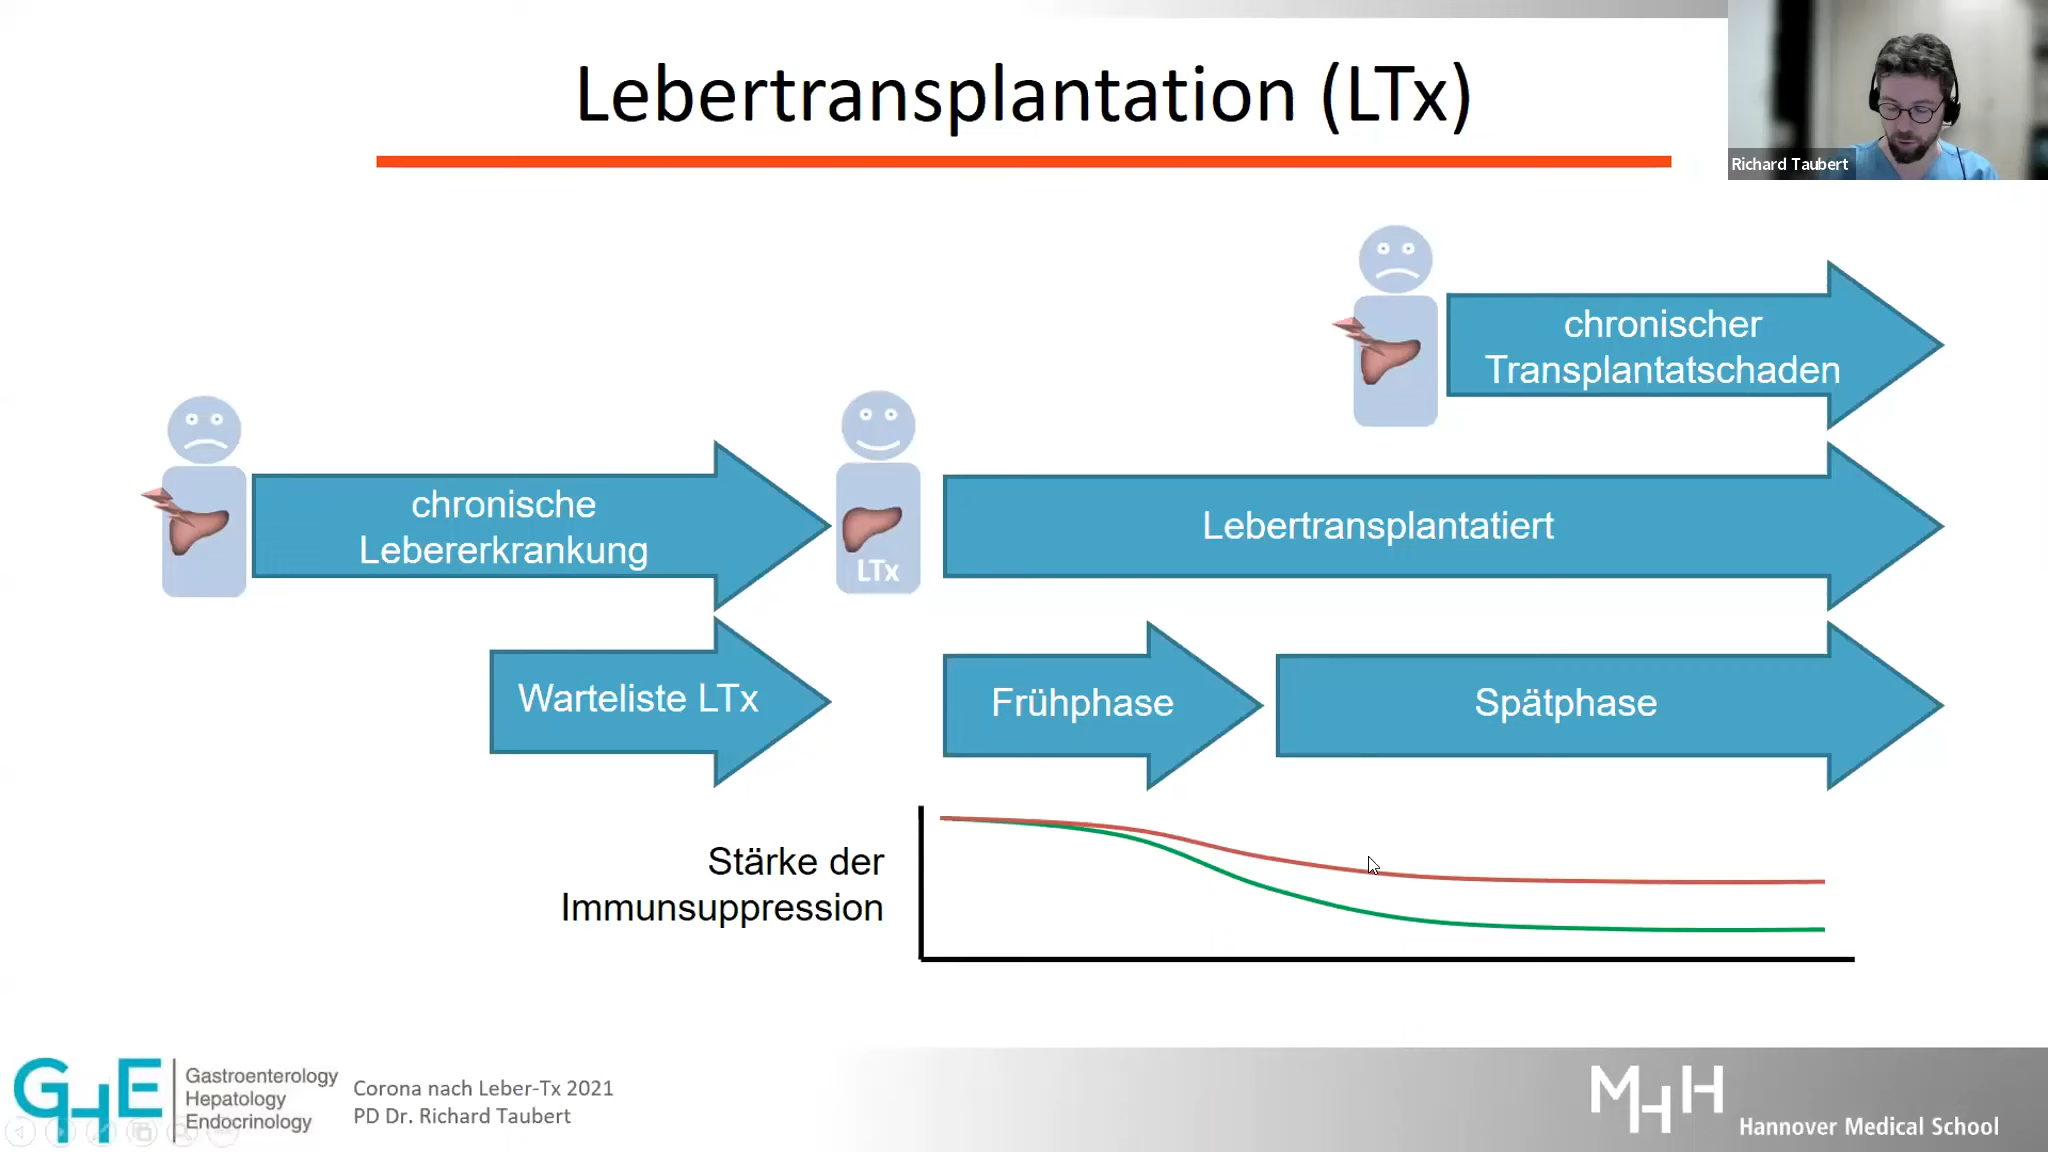 Lebertransplantation (LTx)
Richard Taubert
chronischer
Transplantatschaden
chronische
Lebererkrankung
LTx
Lebertransplantatiert
Warteliste LTx
Frühphase
Spätphase
Stärke der
Immunsuppression
GHE
Gastroenterology
Hepatology
Endocrinology
Corona nach Leber-Tx 2021
PD Dr. Richard Taubert
MHH
Hannover Medical School